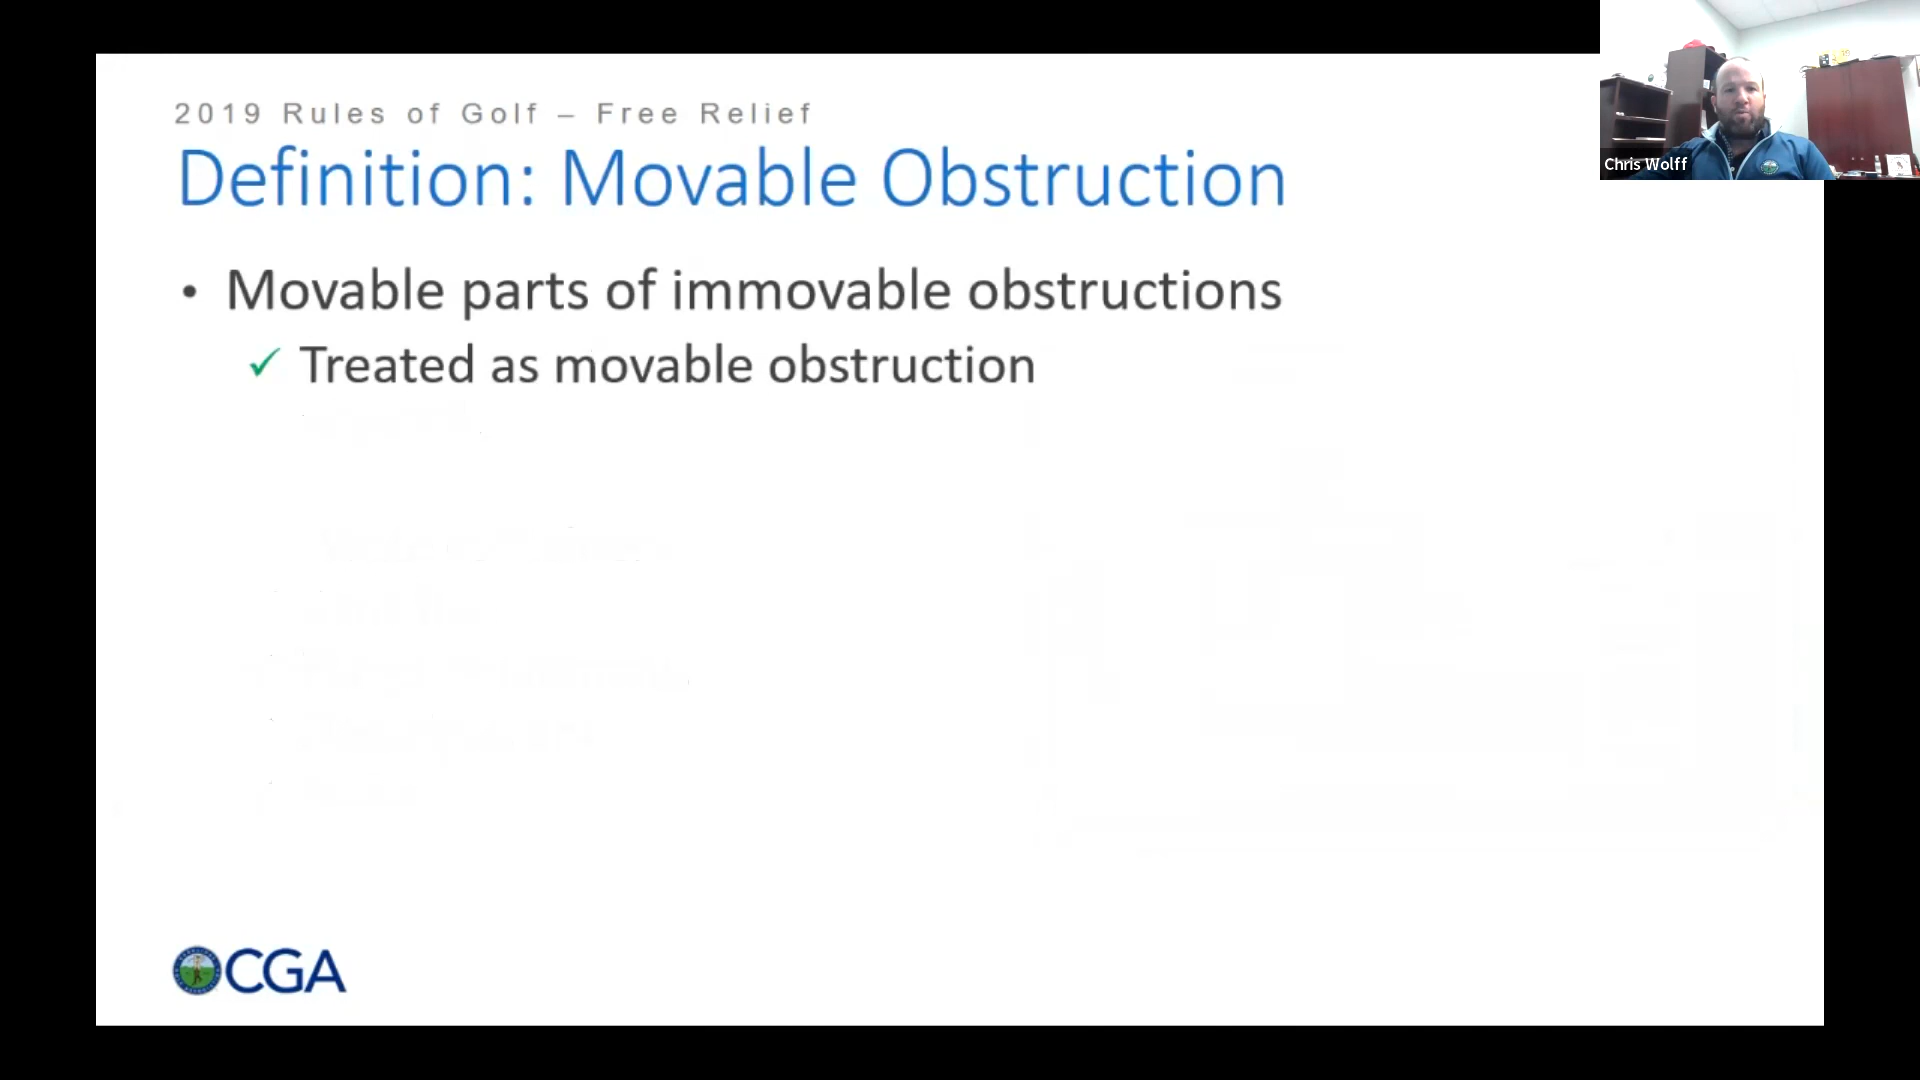 2019 Rules of Golf – Free Relief
Definition: Movable Obstruction
• Movable parts of immovable obstructions
✓ Treated as movable obstruction
CGA
Chris Wolff